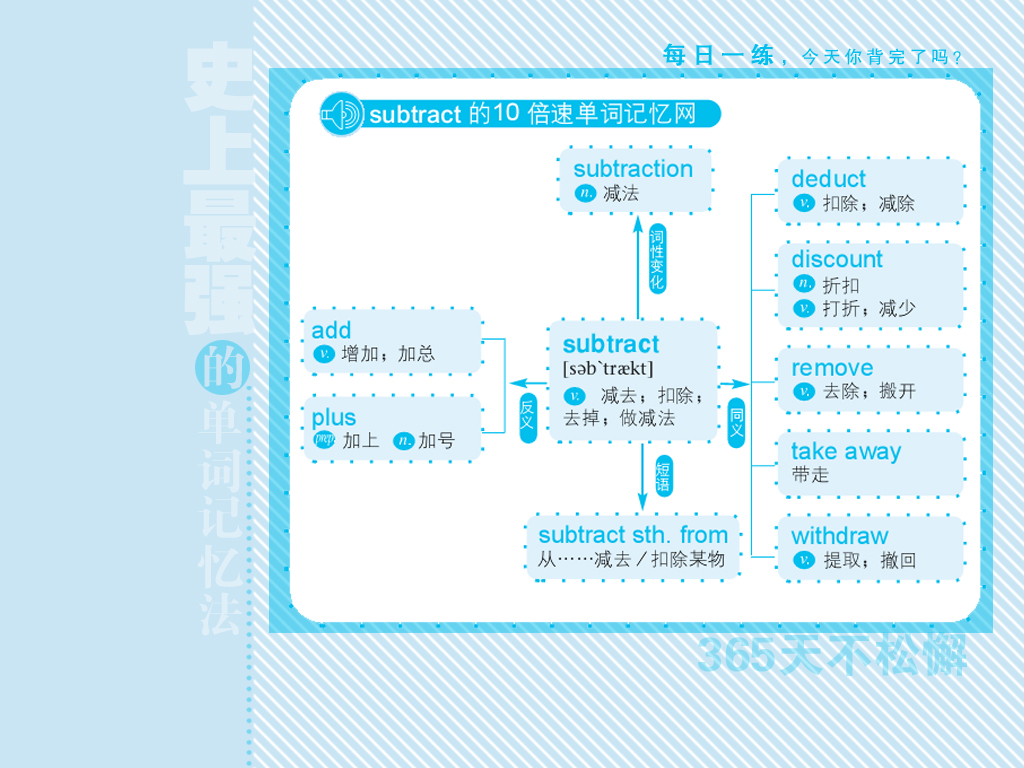 每日一练，今天你背完了吗?
史上最强的单词记忆法
subtract 的10 倍速单词记忆网
subtraction
n. 减法
词性变化
add
v. 增加；加总
plus
prep. 加上 n. 加号
反义
subtract
[səb`trækt]
v. 减去；扣除；
去掉；做减法
同义
短语
subtract sth. from
从……减去／扣除某物
deduct
v. 扣除；减除
discount
n. 折扣
v. 打折；减少
remove
v. 去除；搬开
take away
带走
withdraw
v. 提取；撤回
365天不松懈